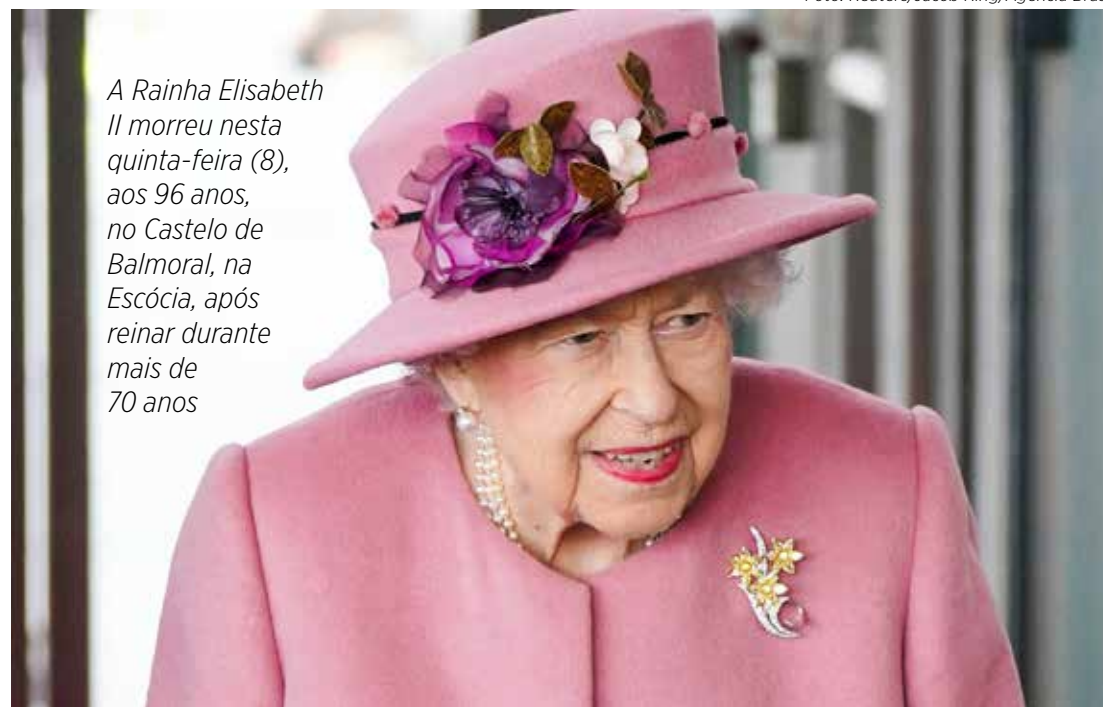 A Rainha Elisabeth
II morreu nesta
quinta-feira (8),
aos 96 anos,
no Castelo de
Balmoral, na
Escócia, após
reinar durante
mais de
70 anos